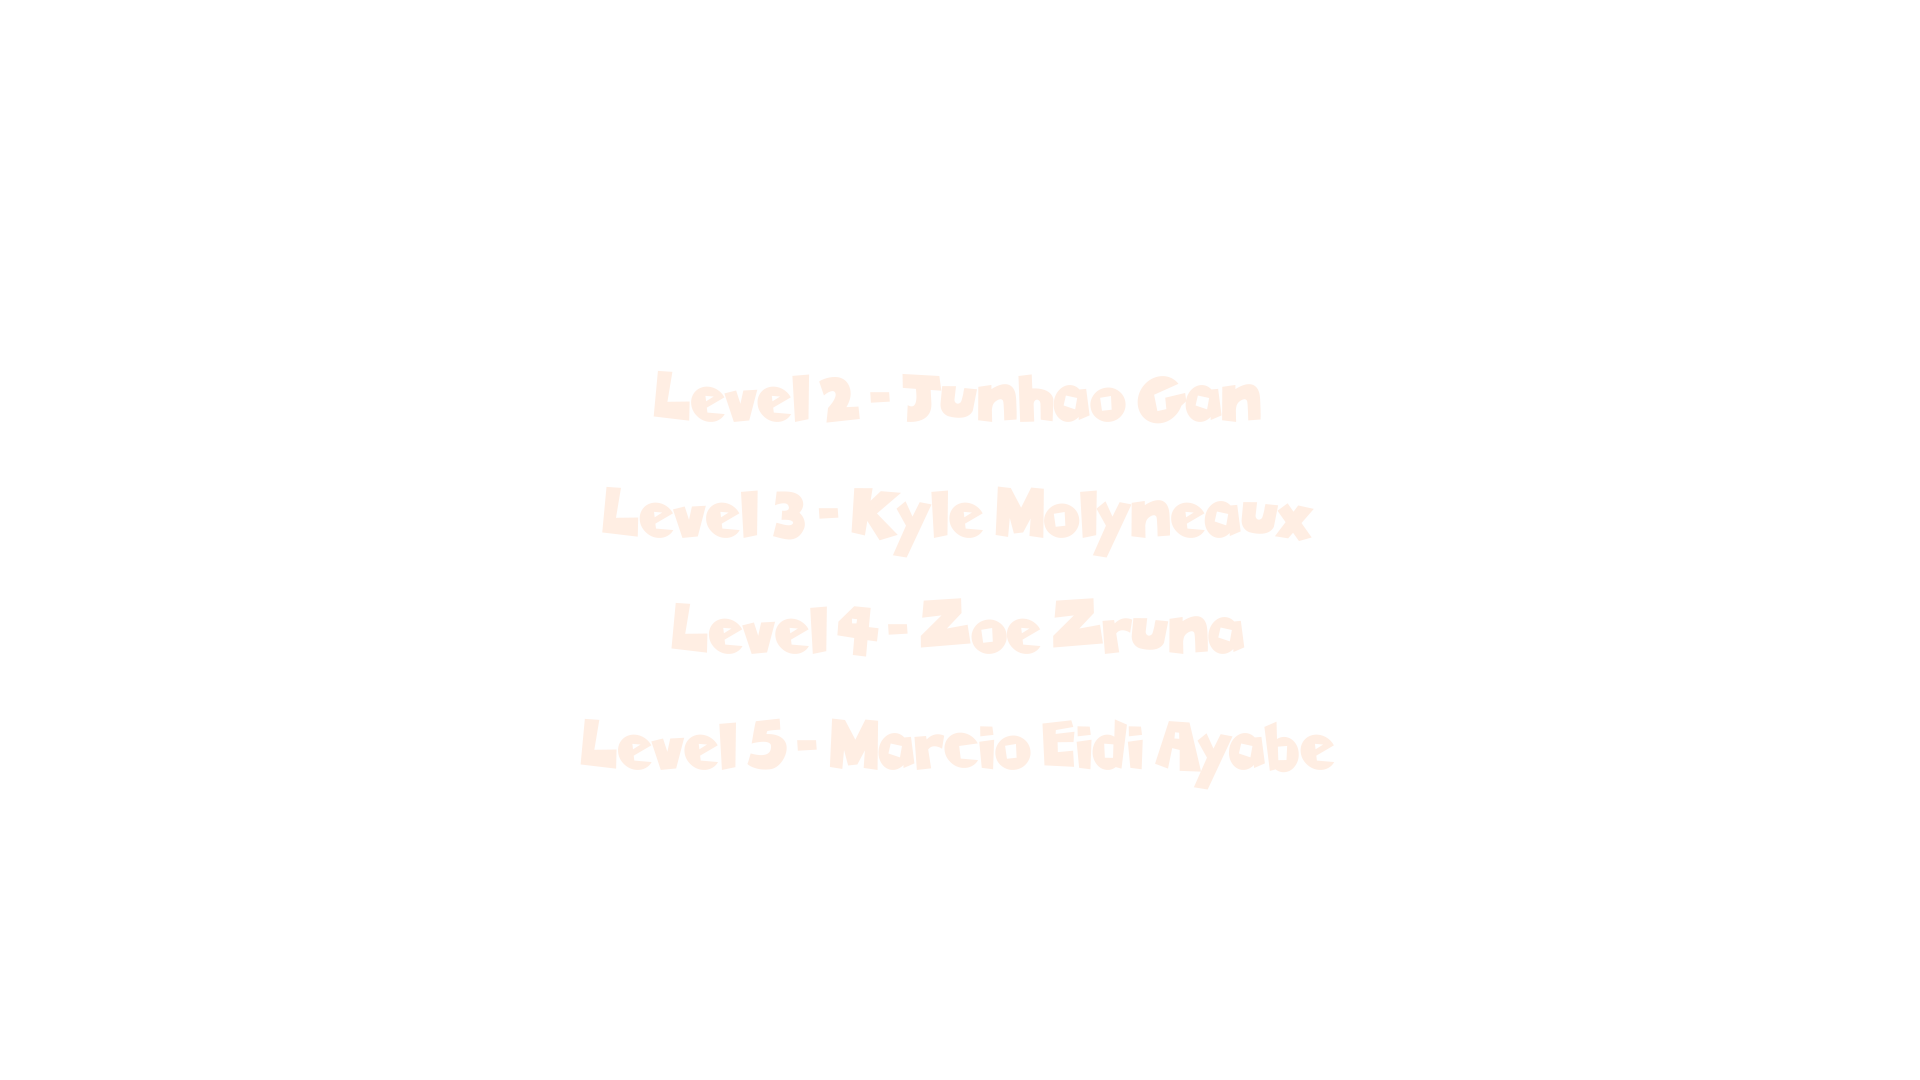 Level 2 - Junhao Gan
Level 3 - Kyle Molyneaux
Level 4 - Zoe Zruna
Level 5 - Marcio Eidi Ayabe